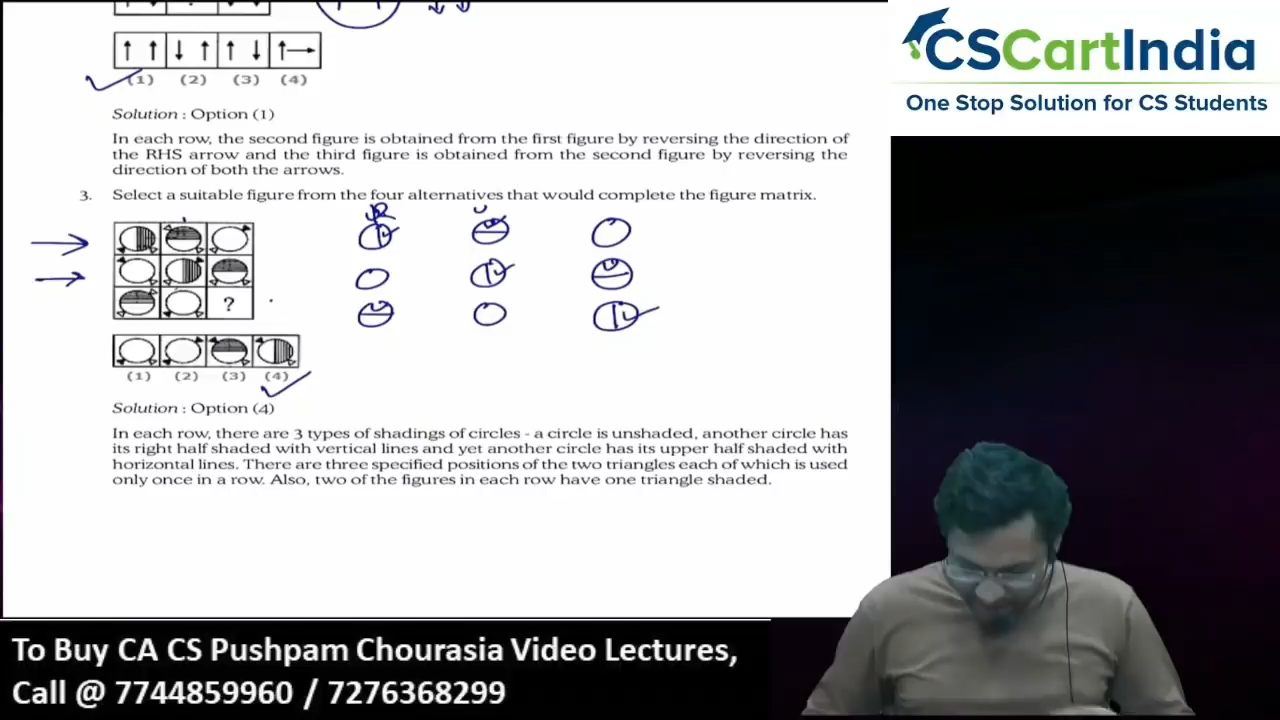 (1) (2) (3) (4)
Solution : Option (1)
In each row, the second figure is obtained from the first figure by reversing the direction of
the RHS arrow and the third figure is obtained from the second figure by reversing the
direction of both the arrows.
3. Select a suitable figure from the four alternatives that would complete the figure matrix.
?
(1) (2) (3) (4)
Solution : Option (4)
In each row, there are 3 types of shadings of circles - a circle is unshaded, another circle has
its right half shaded with vertical lines and yet another circle has its upper half shaded with
horizontal lines. There are three specified positions of the two triangles each of which is used
only once in a row. Also, two of the figures in each row have one triangle shaded.
CSCartIndia
One Stop Solution for CS Students
To Buy CA CS Pushpam Chourasia Video Lectures,
Call @ 7744859960 / 7276368299